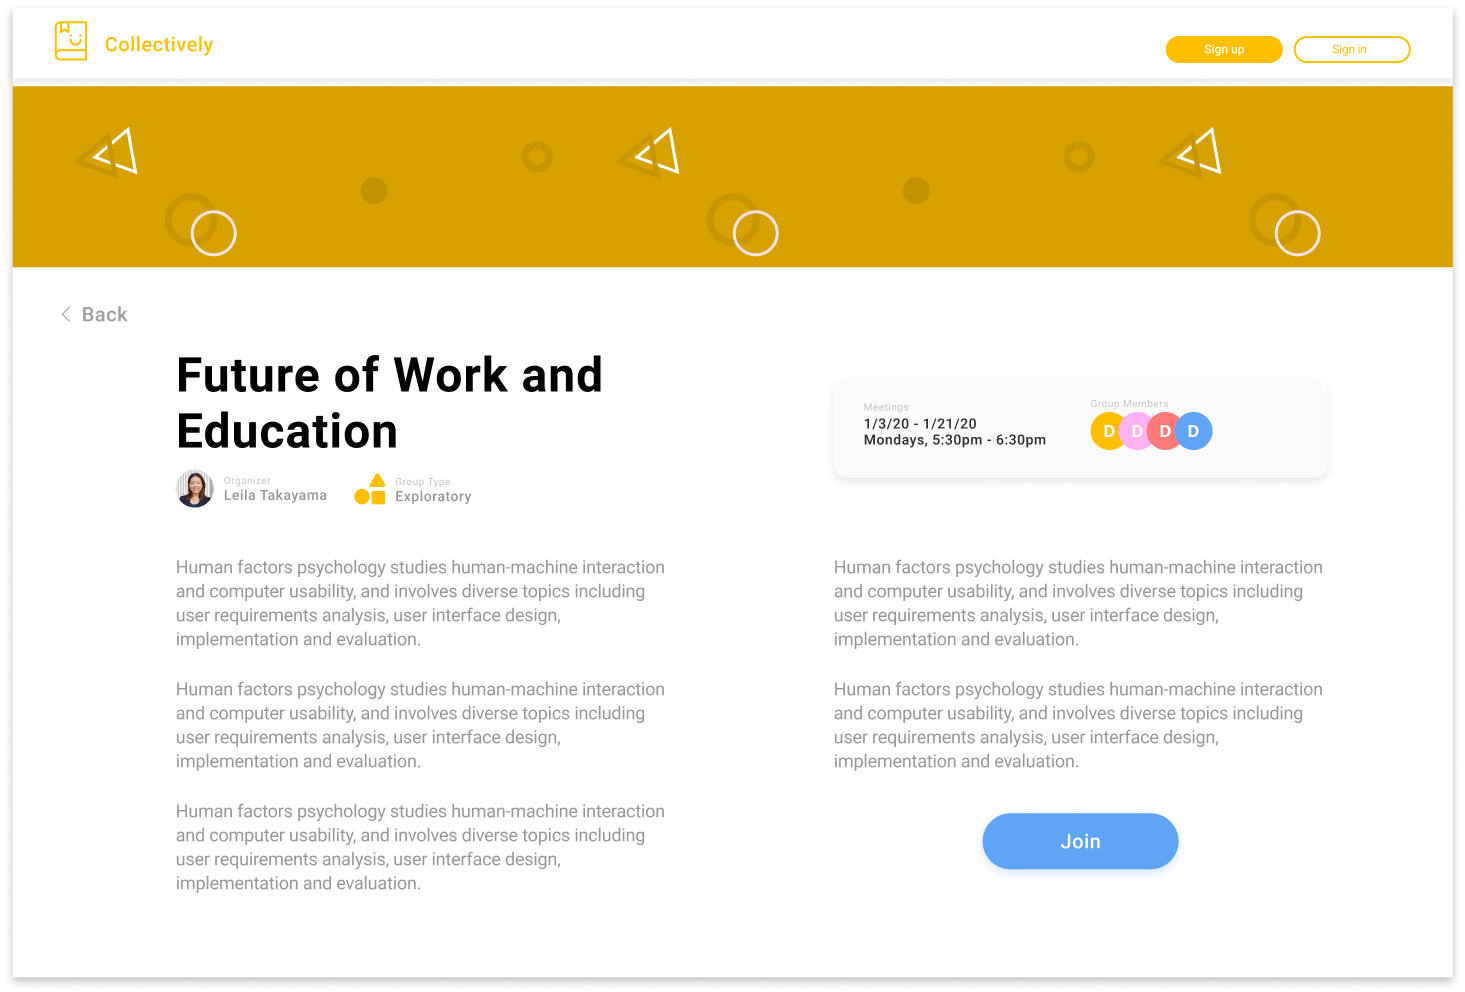 Collectively
Sign up
Sign in
Back
Future of Work and
Education
Organizer
Leila Takayama
Group Type
Exploratory
Meetings
1/3/20 - 1/21/20
Mondays, 5:30pm - 6:30pm
Group Members
D D D D
Human factors psychology studies human-machine interaction
and computer usability, and involves diverse topics including
user requirements analysis, user interface design,
implementation and evaluation.
Human factors psychology studies human-machine interaction
and computer usability, and involves diverse topics including
user requirements analysis, user interface design,
implementation and evaluation.
Human factors psychology studies human-machine interaction
and computer usability, and involves diverse topics including
user requirements analysis, user interface design,
implementation and evaluation.
Human factors psychology studies human-machine interaction
and computer usability, and involves diverse topics including
user requirements analysis, user interface design,
implementation and evaluation.
Human factors psychology studies human-machine interaction
and computer usability, and involves diverse topics including
user requirements analysis, user interface design,
implementation and evaluation.
Join